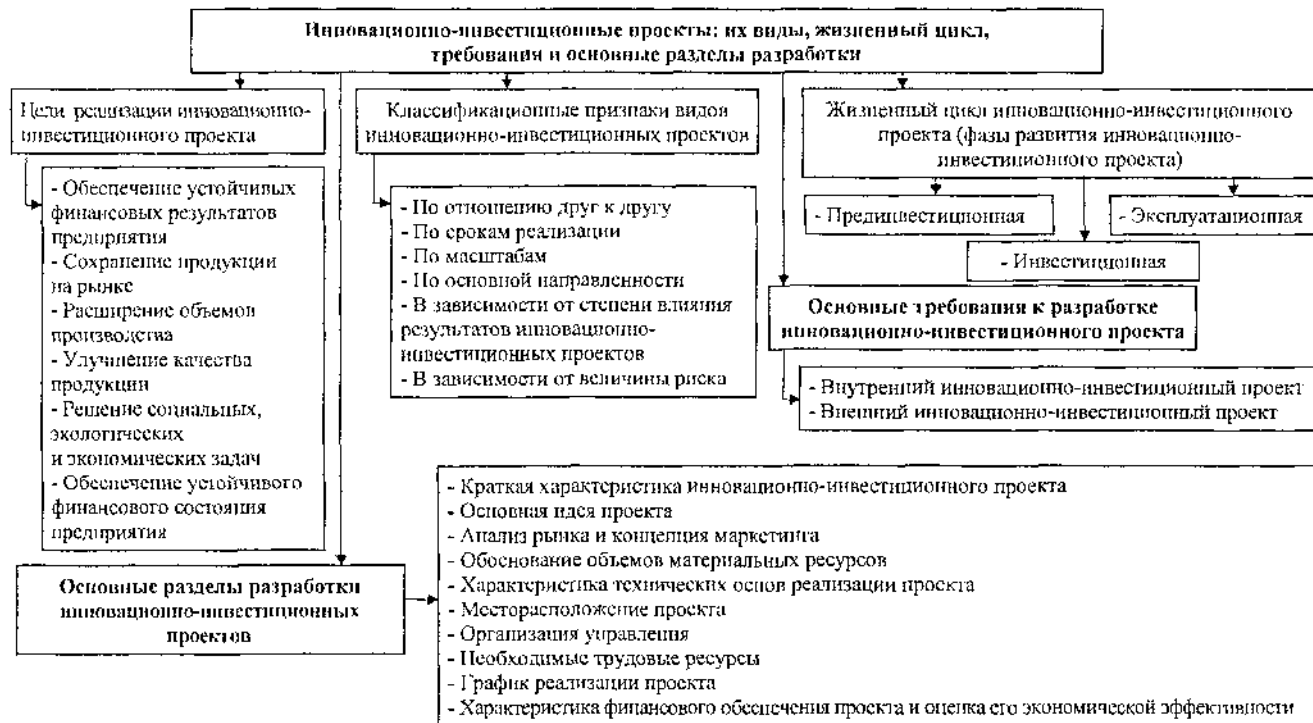 Инновационно-инвестиционные проекты: их виды, жизненный цикл,
требования и основные разделы разработки
Цели реализации инновационно-
инвестиционного проекта
- Обеспечение устойчивых
финансовых результатов
предприятия
- Сохранение продукции
на рынке
- Расширение объемов
производства
- Улучшение качества
продукции
- Решение социальных,
экологических
и экономических задач
- Обеспечение устойчивого
финансового состояния
предприятия
Классификационные признаки видов
инновационно-инвестиционных проектов
- По отношению друг к другу
- По срокам реализации
- По масштабам
- По основной направленности
- В зависимости от степени влияния
результатов инновационно-
инвестиционных проектов
- В зависимости от величины риска
Жизненный цикл инновационно-инвестиционного
проекта (фазы развития инновационно-
инвестиционного проекта)
- Прединвестиционная
- Эксплуатационная
- Инвестиционная
Основные требования к разработке
инновационно-инвестиционного проекта
- Внутренний инновационно-инвестиционный проект
- Внешний инновационно-инвестиционный проект
Основные разделы разработки
инновационно-инвестиционных
проектов
- Краткая характеристика инновационно-инвестиционного проекта
- Основная идея проекта
- Анализ рынка и концепция маркетинга
- Обоснование объемов материальных ресурсов
- Характеристика технических основ реализации проекта
- Месторасположение проекта
- Организация управления
- Необходимые трудовые ресурсы
- График реализации проекта
- Характеристика финансового обеспечения проекта и оценка его экономической эффективности